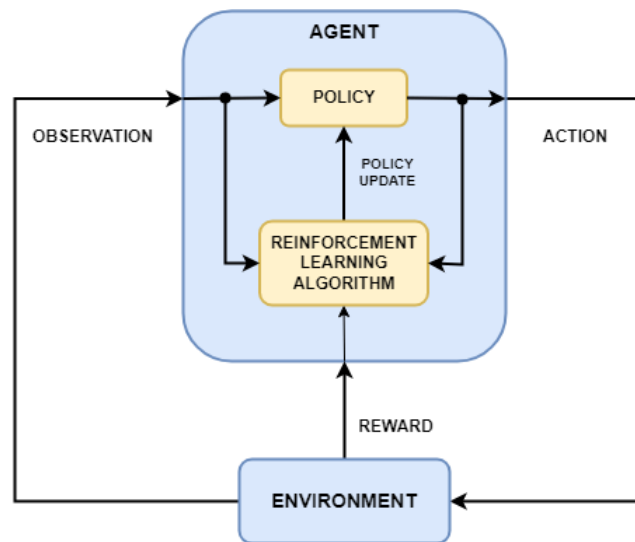 AGENT
POLICY
OBSERVATION
ACTION
POLICY
UPDATE
REINFORCEMENT
LEARNING
ALGORITHM
REWARD
ENVIRONMENT